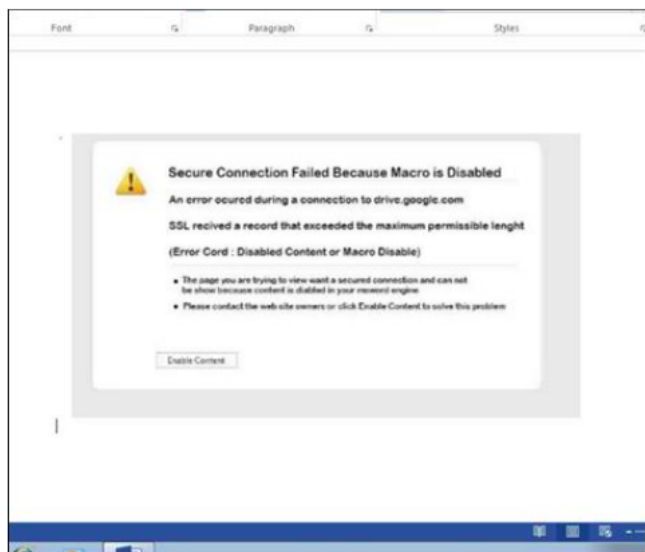 Font Paragraph Styles
Secure Connection Failed Because Macro is Disabled
An error ocured during a connection to drive.google.com
SSL recived a record that exceeded the maximum permissible lenght
(Error Cord : Disabled Content or Macro Disable)
The page you are trying to view want a secured connection and can not
be show because content is diabled in your msword engine
Please contact the web site owners or click Enable Content to solve this problem
Enable Content